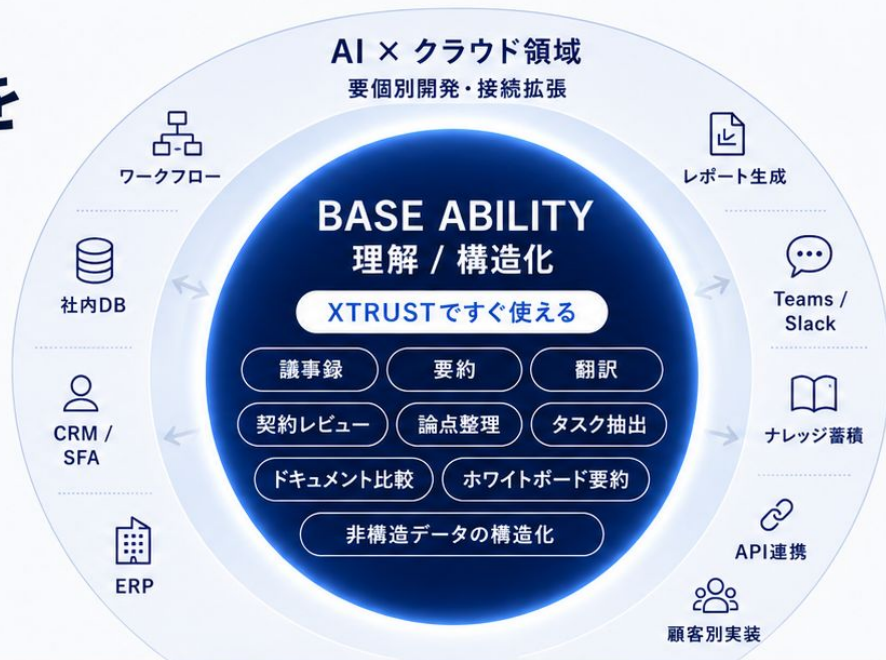 を
AI × クラウド領域
要個別開発・接続拡張
ワークフロー
社内DB
CRM /
SFA
ERP
BASE ABILITY
理解 / 構造化
XTRUSTですぐ使える
議事録 要約 翻訳
契約レビュー 論点整理 タスク抽出
ドキュメント比較 ホワイトボード要約
非構造データの構造化
レポート生成
Teams /
Slack
ナレッジ蓄積
API連携
顧客別実装